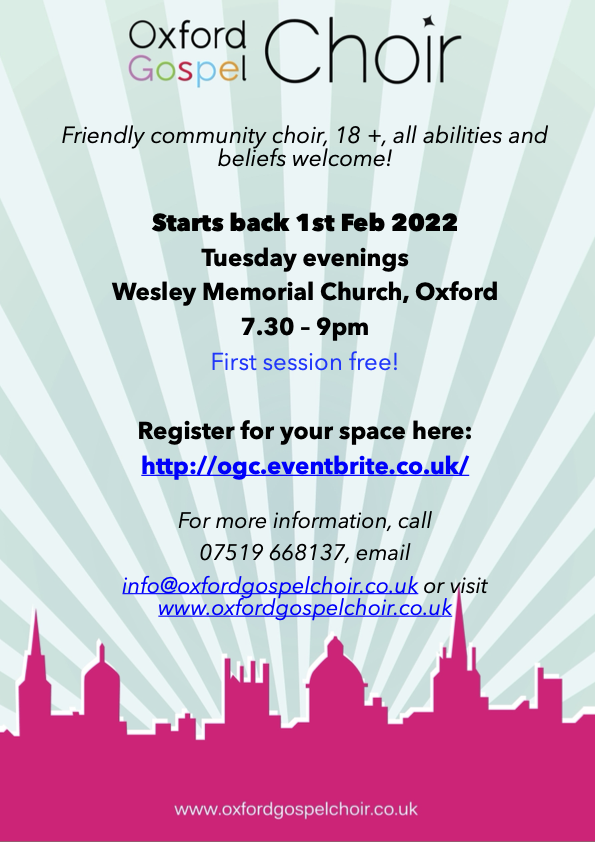 Oxford Gospel Choir
Friendly community choir, 18 +, all abilities and
beliefs welcome!
Starts back 1st Feb 2022
Tuesday evenings
Wesley Memorial Church, Oxford
7.30 – 9pm
First session free!
Register for your space here:
http://ogc.eventbrite.co.uk/
For more information, call
07519 668137, email
info@oxfordgospelchoir.co.uk or visit
www.oxfordgospelchoir.co.uk
www.oxfordgospelchoir.co.uk